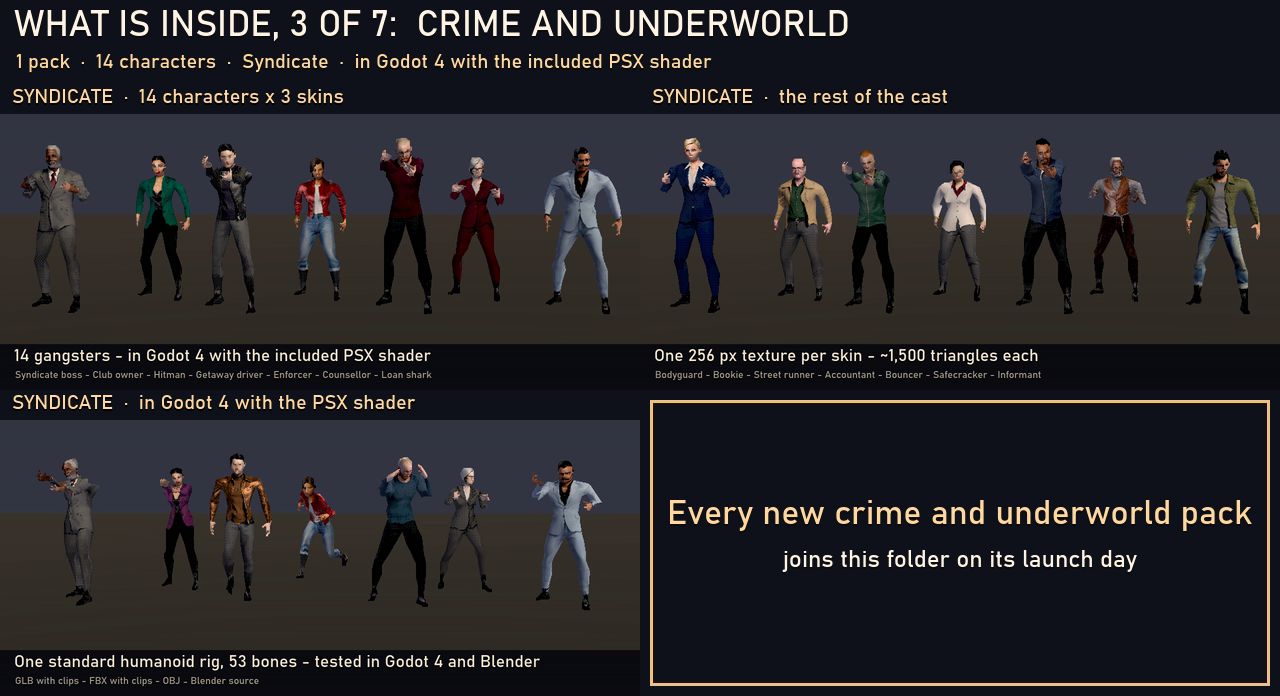 WHAT IS INSIDE, 3 OF 7: CRIME AND UNDERWORLD
1 pack · 14 characters · Syndicate · in Godot 4 with the included PSX shader
SYNDICATE · 14 characters x 3 skins
SYNDICATE · the rest of the cast
14 gangsters - in Godot 4 with the included PSX shader
Syndicate boss - Club owner - Hitman - Getaway driver - Enforcer - Counsellor - Loan shark
One 256 px texture per skin - ~1,500 triangles each
Bodyguard - Bookie - Street runner - Accountant - Bouncer - Safecracker - Informant
SYNDICATE · in Godot 4 with the PSX shader
One standard humanoid rig, 53 bones - tested in Godot 4 and Blender
GLB with clips - FBX with clips - OBJ - Blender source
Every new crime and underworld pack
joins this folder on its launch day